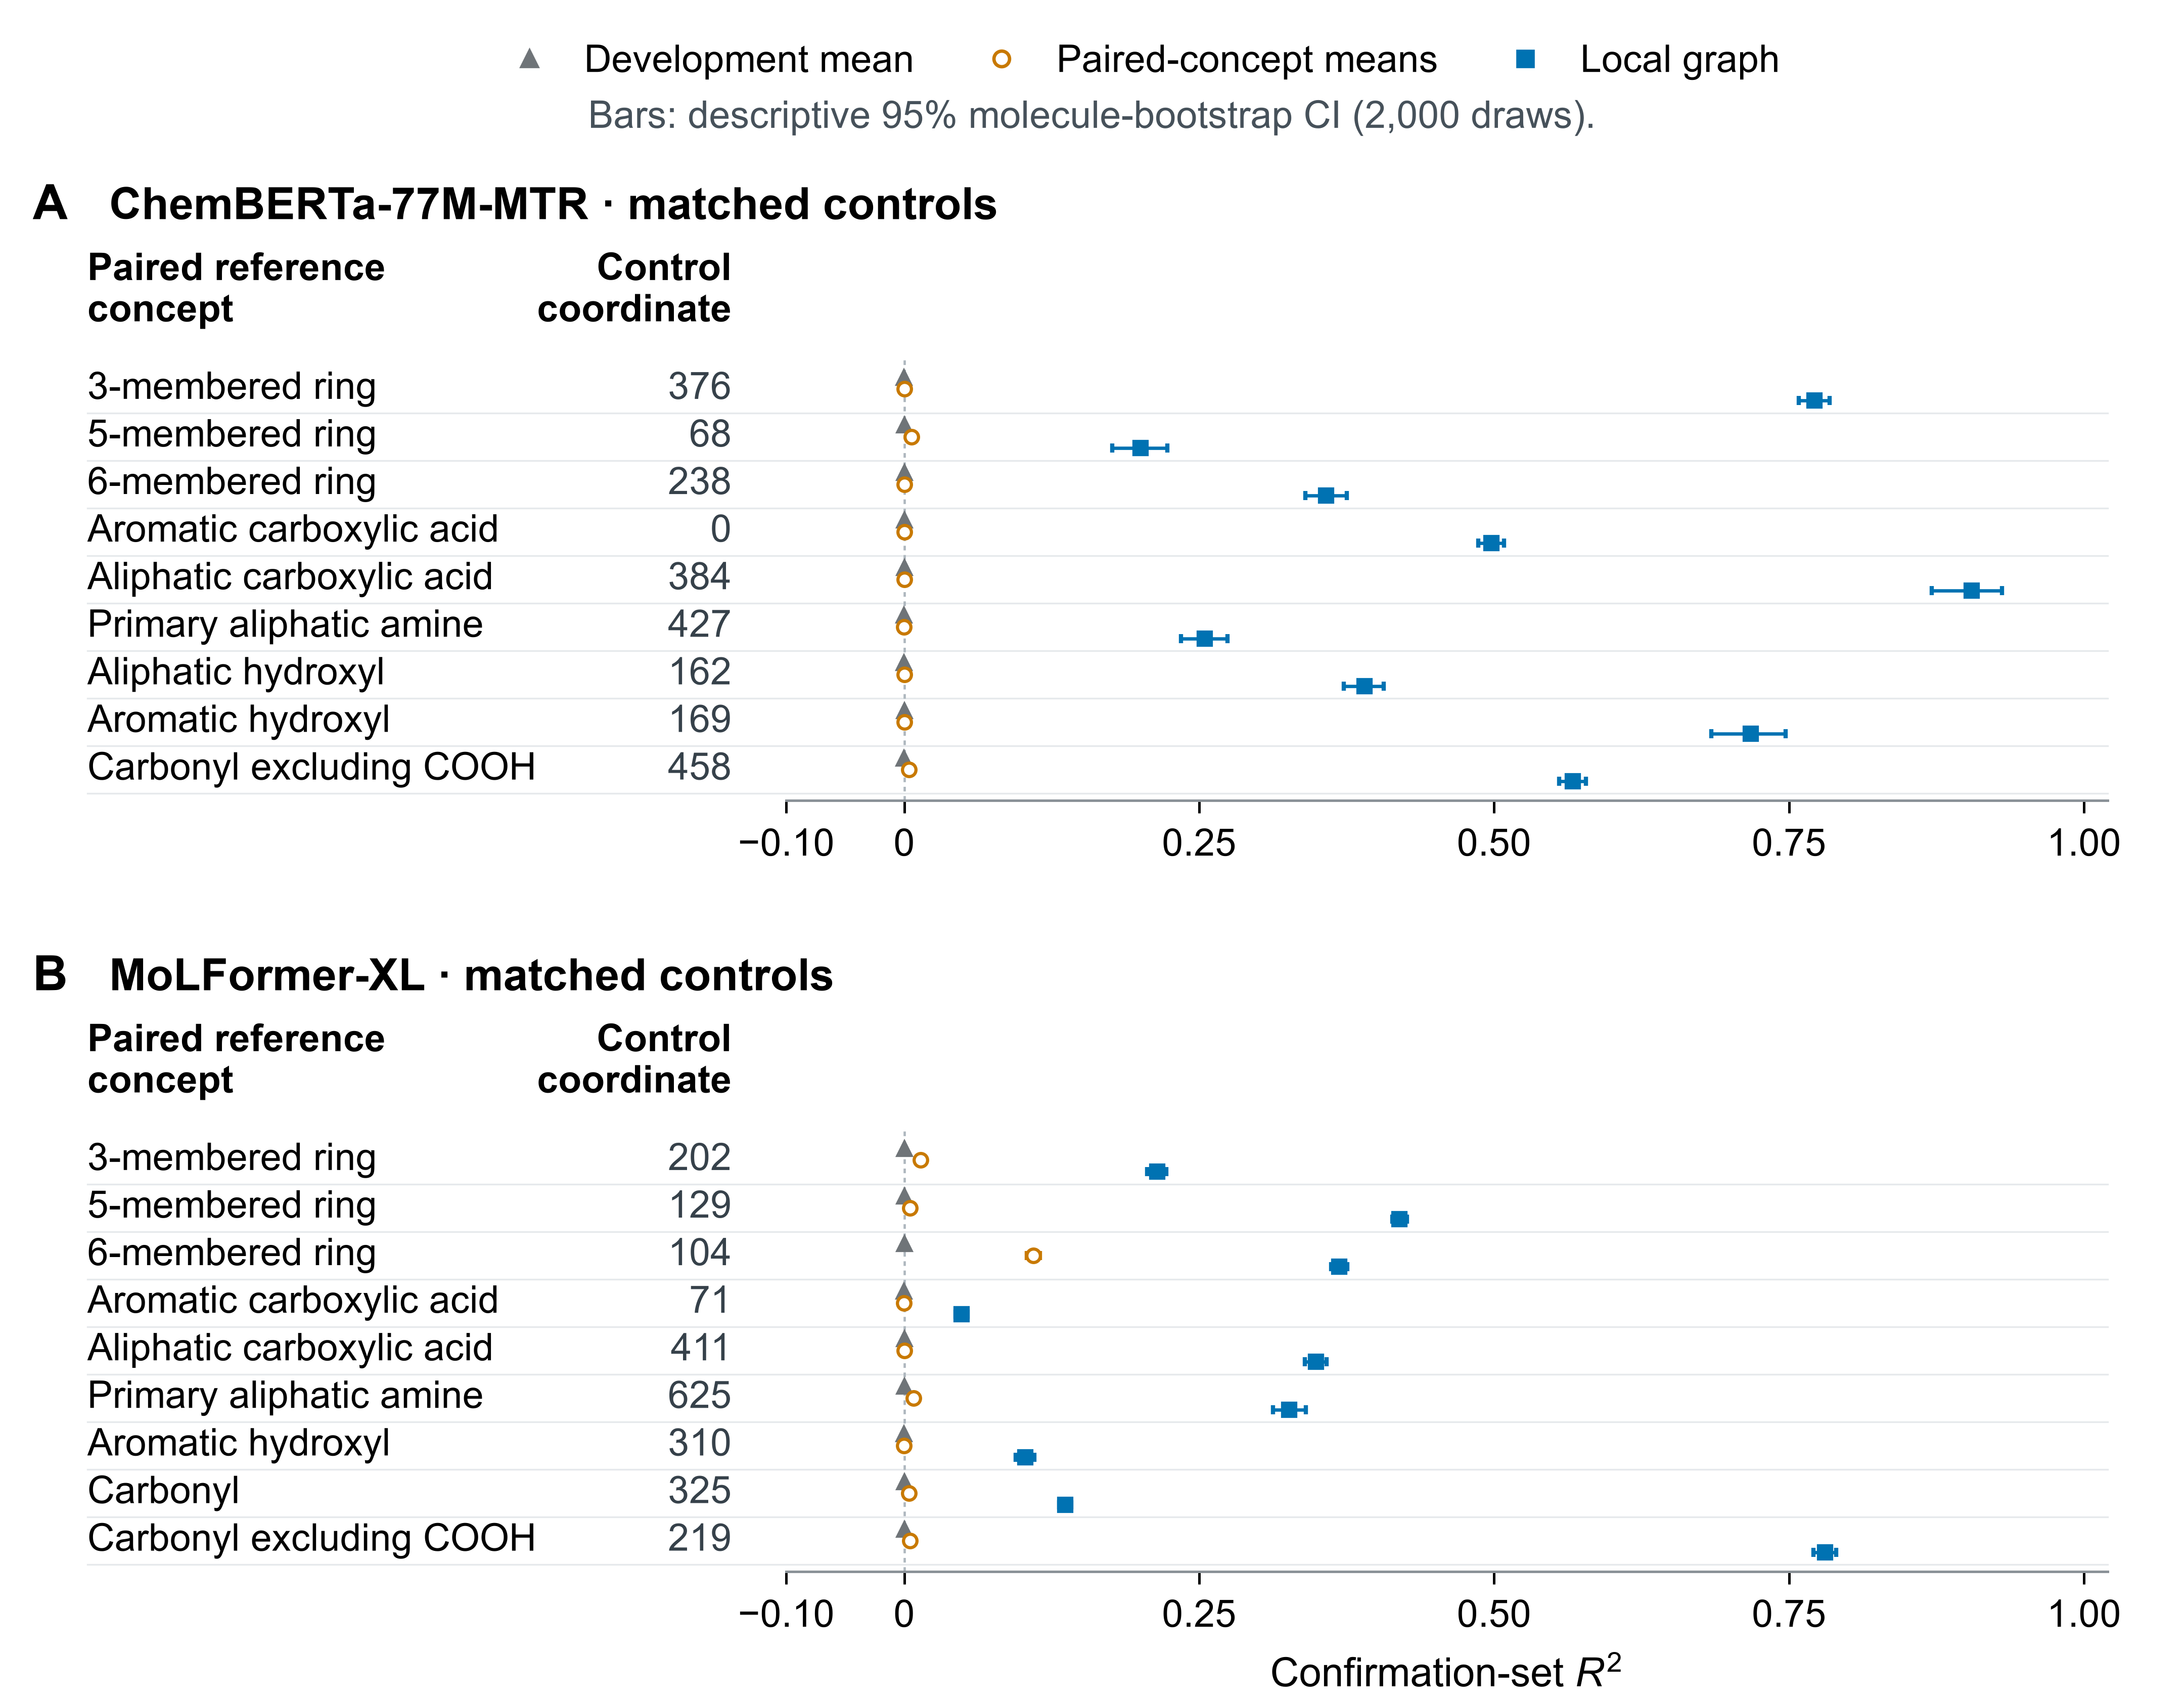 Development mean Paired-concept means Local graph
Bars: descriptive 95% molecule-bootstrap CI (2,000 draws).
A ChemBERTa-77M-MTR · matched controls
Paired reference Control
concept coordinate
3-membered ring 376
5-membered ring 68
6-membered ring 238
Aromatic carboxylic acid 0
Aliphatic carboxylic acid 384
Primary aliphatic amine 427
Aliphatic hydroxyl 162
Aromatic hydroxyl 169
Carbonyl excluding COOH 458
−0.10 0 0.25 0.50 0.75 1.00
B MoLFormer-XL · matched controls
Paired reference Control
concept coordinate
3-membered ring 202
5-membered ring 129
6-membered ring 104
Aromatic carboxylic acid 71
Aliphatic carboxylic acid 411
Primary aliphatic amine 625
Aromatic hydroxyl 310
Carbonyl 325
Carbonyl excluding COOH 219
−0.10 0 0.25 0.50 0.75 1.00
Confirmation-set R²